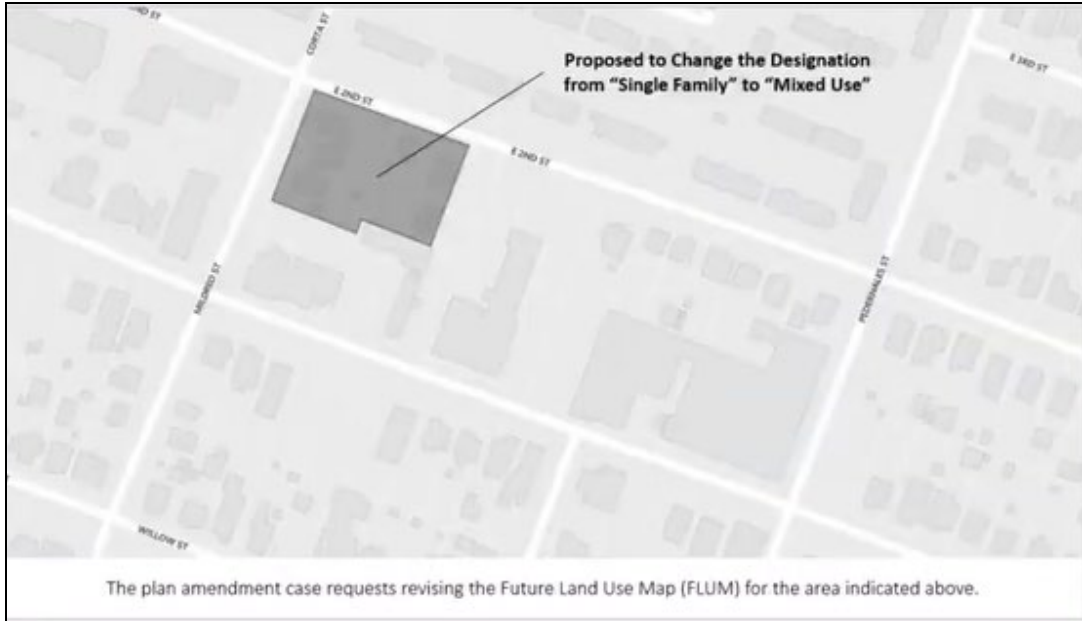 ND ST
CORTA ST
Proposed to Change the Designation
from "Single Family" to "Mixed Use"
E 3RD ST
E 2ND ST
E 2ND ST
MILDRED ST
PEDERNALES ST
WILLOW ST
The plan amendment case requests revising the Future Land Use Map (FLUM) for the area indicated above.